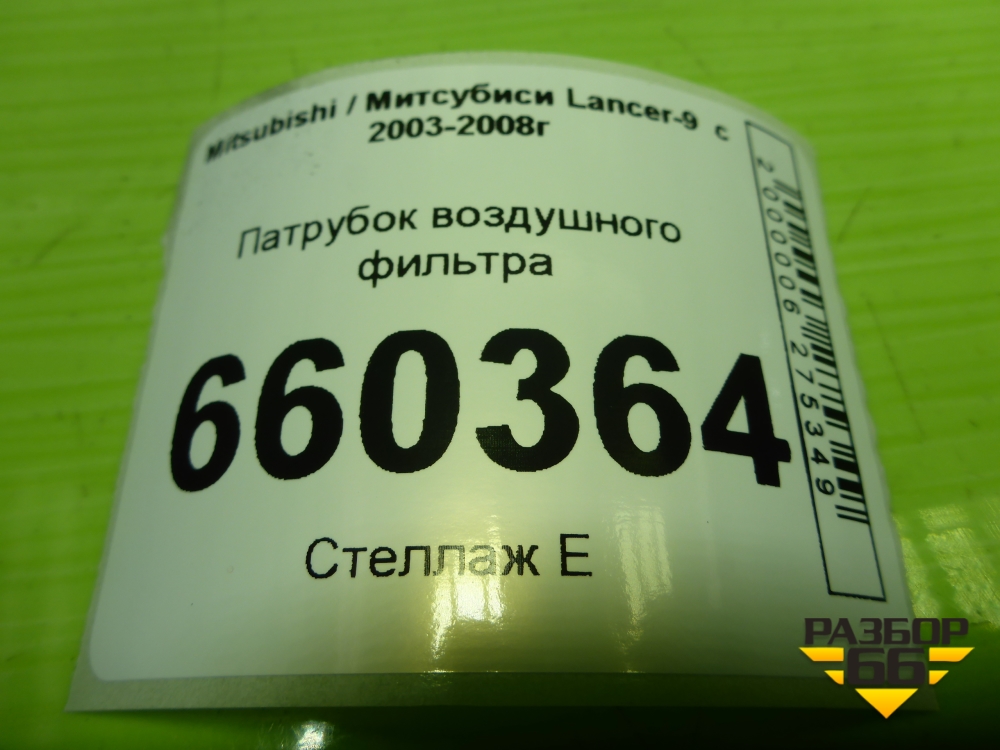 Mitsubishi / Митсубиси Lancer-9 с
2003-2008г
Патрубок воздушного
фильтра
660364
Стеллаж Е
2000006275349
РАЗБОР
66